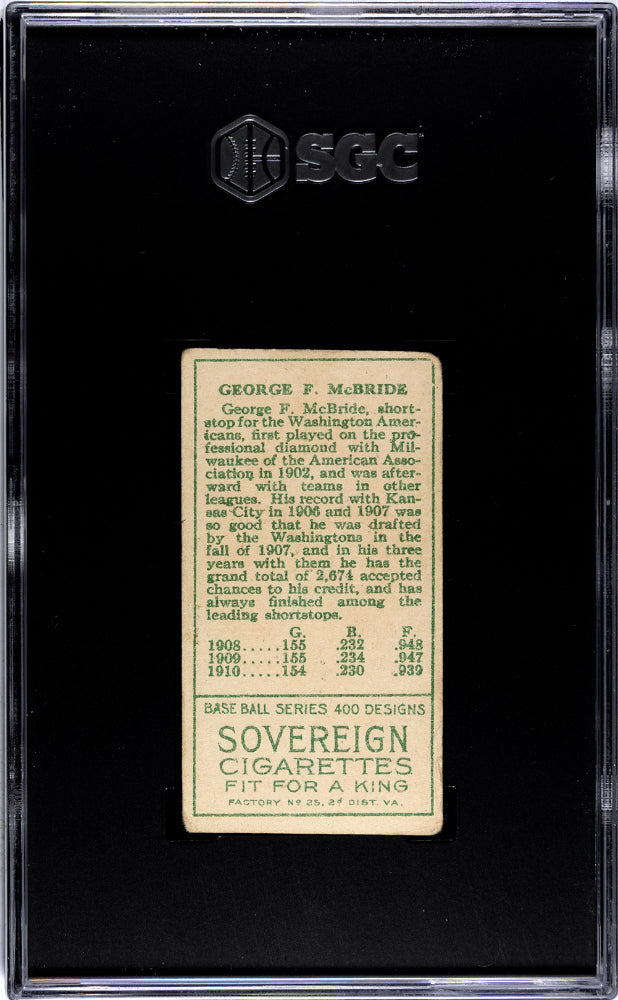 SGC
GEORGE F. McBRIDE
George F. McBride, short-
stop for the Washington Amer-
icans, first played on the pro-
fessional diamond with Mil-
waukee of the American Asso-
ciation in 1902, and was after-
ward with teams in other
leagues. His record with Kan-
sas City in 1906 and 1907 was
so good that he was drafted
by the Washingtons in the
fall of 1907, and in his three
years with them he has the
grand total of 2,674 accepted
chances to his credit, and has
always finished among the
leading shortstops.
G. B. F.
1908.....155 .232 .948
1909.....155 .234 .947
1910.....154 .230 .939
BASE BALL SERIES 400 DESIGNS
SOVEREIGN
CIGARETTES
FIT FOR A KING
FACTORY Nº 25, 2d DIST. VA.